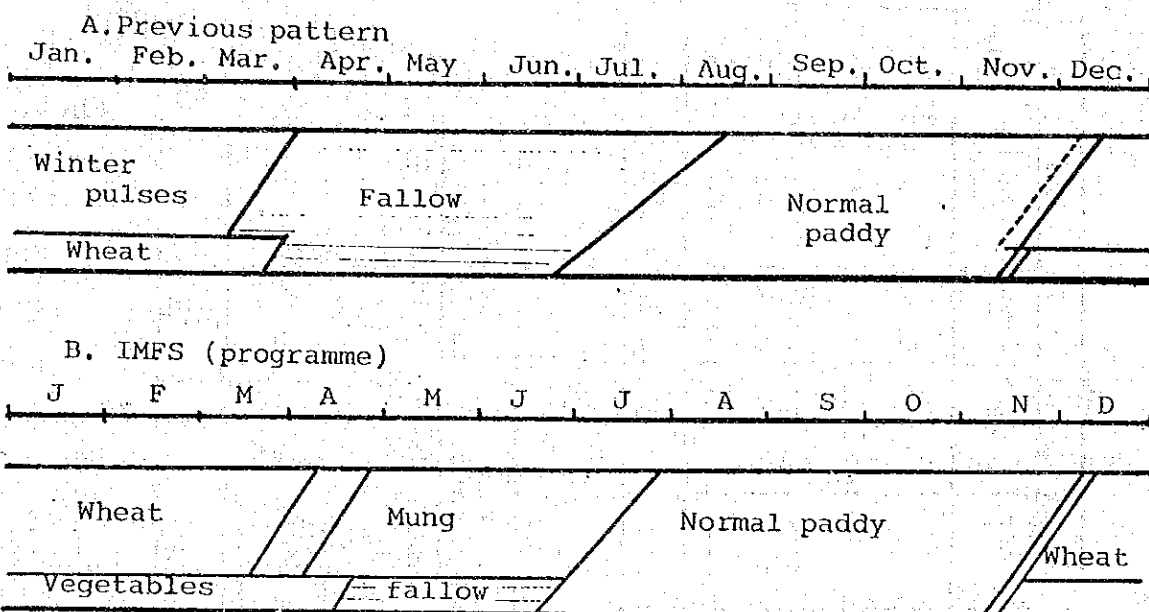 A. Previous pattern
Jan. Feb. Mar. Apr. May Jun. Jul. Aug. Sep. Oct. Nov. Dec.
Winter
pulses
Fallow
Normal
paddy
Wheat
B. IMFS (programme)
J F M A M J J A S O N D
Wheat
Mung
Normal paddy
Wheat
Vegetables
fallow